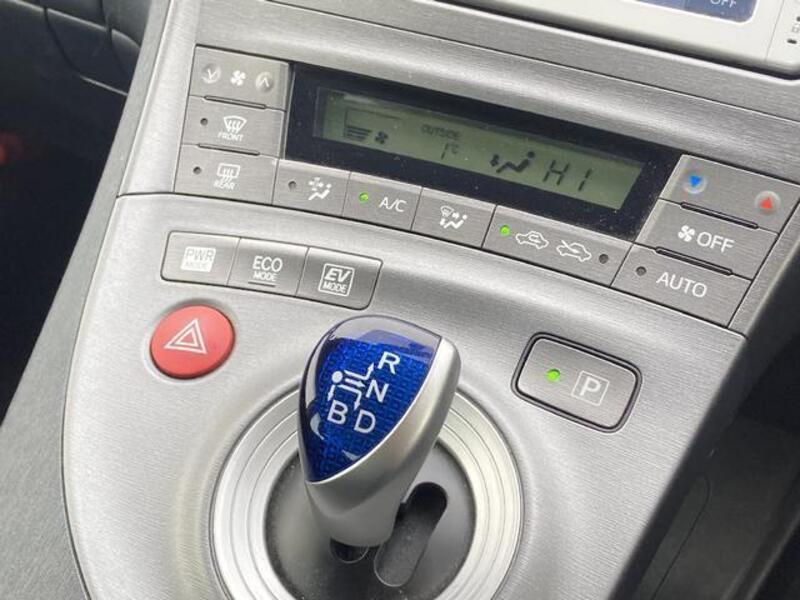 OFF
FRONT
REAR
OUTSIDE
1℃
HI
A/C
OFF
AUTO
PWR
MODE
ECO
MODE
EV
MODE
R
N
B D
P